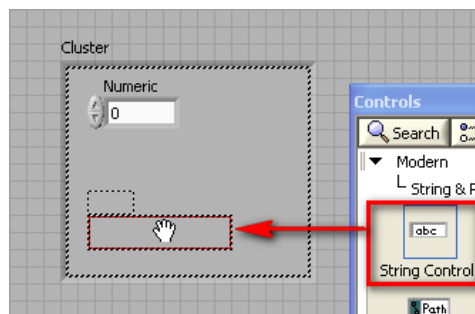 Cluster
Numeric
0
Controls
Search
Modern
String & P
abc
String Control
Path